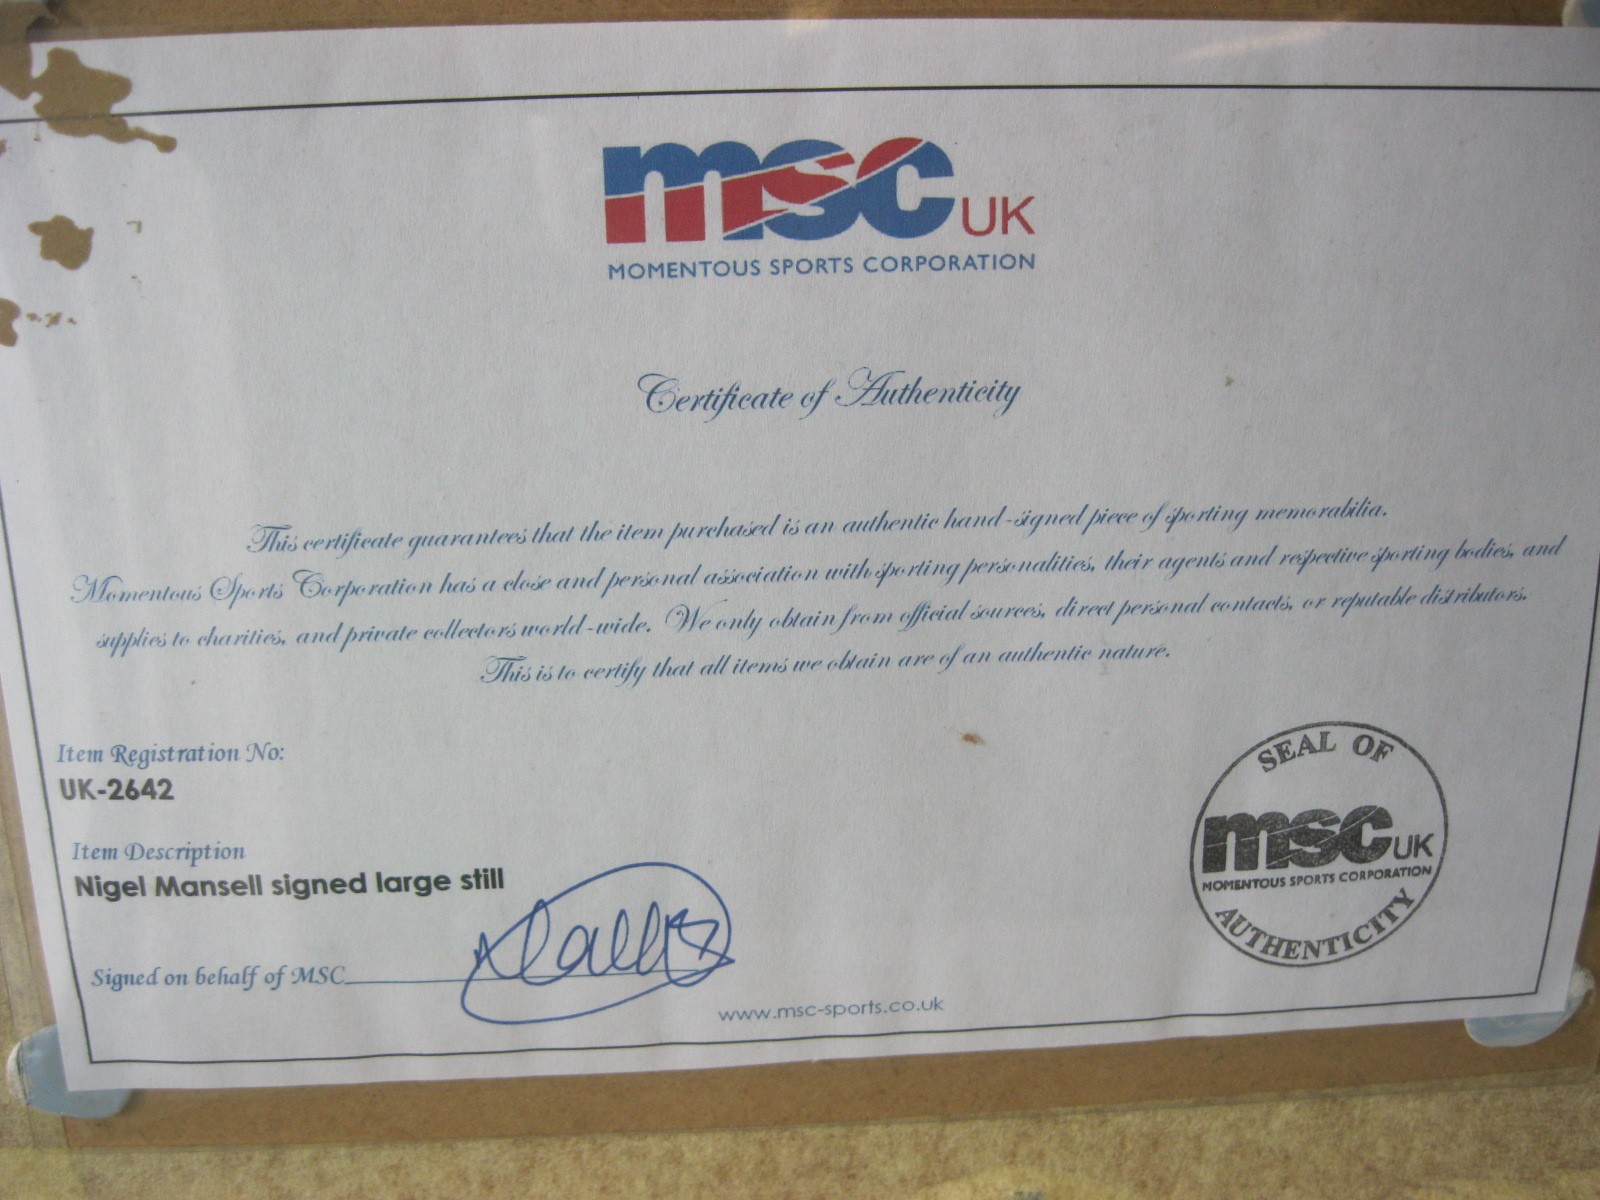 msc UK
MOMENTOUS SPORTS CORPORATION
Certificate of Authenticity
This certificate guarantees that the item purchased is an authentic hand-signed piece of sporting memorabilia.
Momentous Sports Corporation has a close and personal association with sporting personalities, their agents and respective sporting bodies, and
supplies to charities, and private collectors world-wide. We only obtain from official sources, direct personal contacts, or reputable distributors.
This is to certify that all items we obtain are of an authentic nature.
Item Registration No:
UK-2642
Item Description
Nigel Mansell signed large still
Signed on behalf of MSC
www.msc-sports.co.uk
SEAL OF
msc UK
MOMENTOUS SPORTS CORPORATION
AUTHENTICITY